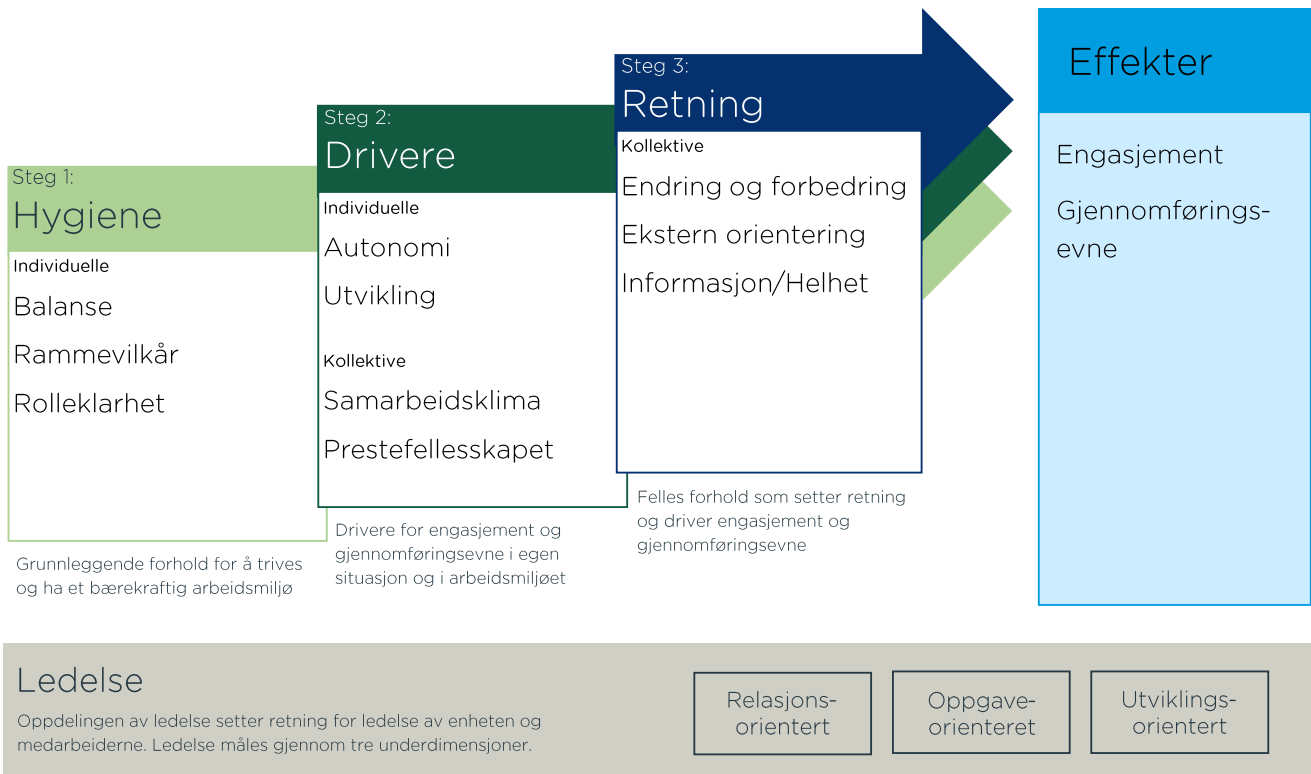 Steg 1:
Hygiene
Individuelle
Balanse
Rammevilkår
Rolleklarhet
Grunnleggende forhold for å trives
og ha et bærekraftig arbeidsmiljø
Steg 2:
Drivere
Individuelle
Autonomi
Utvikling
Kollektive
Samarbeidsklima
Prestefellesskapet
Drivere for engasjement og
gjennomføringsevne i egen
situasjon og i arbeidsmiljøet
Steg 3:
Retning
Kollektive
Endring og forbedring
Ekstern orientering
Informasjon/Helhet
Felles forhold som setter retning
og driver engasjement og
gjennomføringsevne
Effekter
Engasjement
Gjennomførings-
evne
Ledelse
Oppdelingen av ledelse setter retning for ledelse av enheten og
medarbeiderne. Ledelse måles gjennom tre underdimensjoner.
Relasjons-
orientert
Oppgave-
orienteret
Utviklings-
orientert